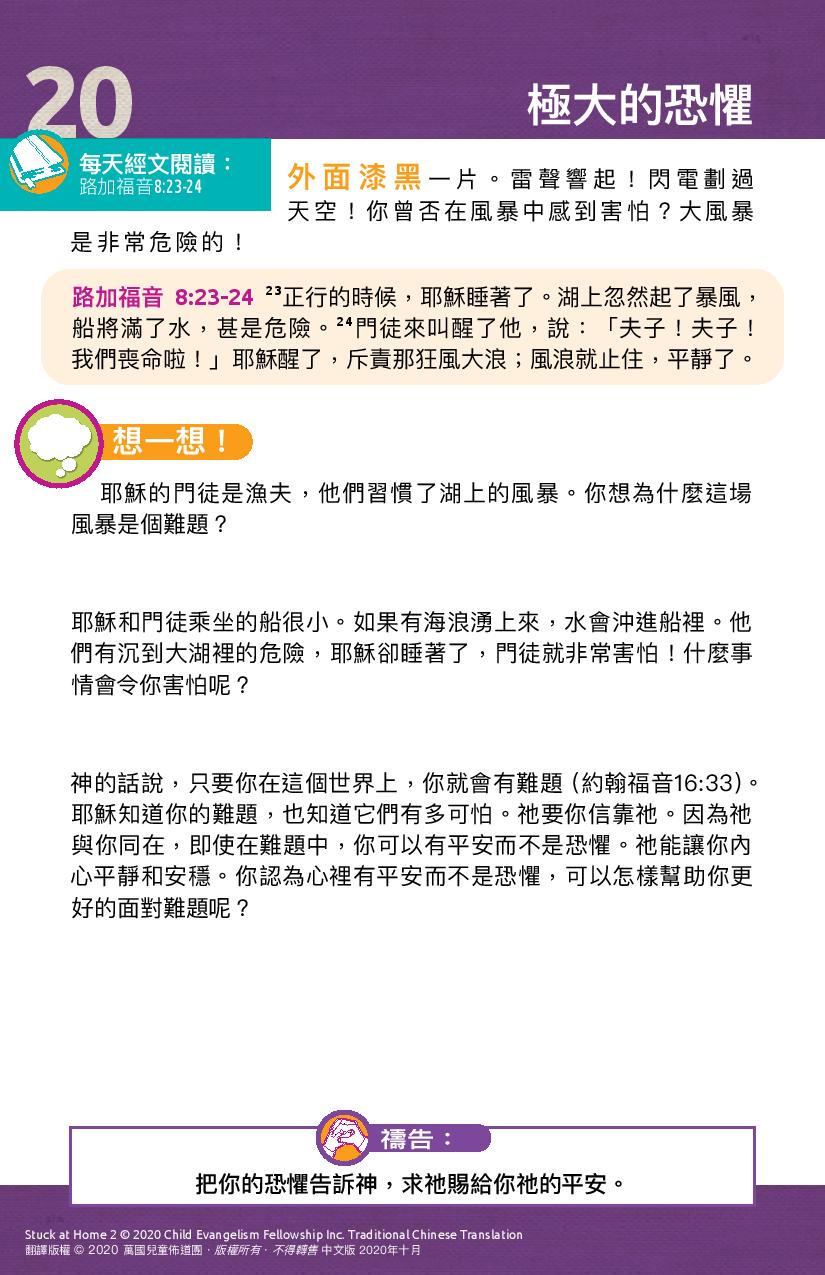 20
極大的恐懼
每天經文閱讀：
路加福音8:23-24
外面漆黑一片。雷聲響起！閃電劃過
天空！你曾否在風暴中感到害怕？大風暴
是非常危險的！
路加福音 8:23-24 ²³正行的時候，耶穌睡著了。湖上忽然起了暴風，
船將滿了水，甚是危險。²⁴門徒來叫醒了他，說：「夫子！夫子！
我們喪命啦！」耶穌醒了，斥責那狂風大浪；風浪就止住，平靜了。
想一想！
耶穌的門徒是漁夫，他們習慣了湖上的風暴。你想為什麼這場
風暴是個難題？
耶穌和門徒乘坐的船很小。如果有海浪湧上來，水會沖進船裡。他
們有沉到大湖裡的危險，耶穌卻睡著了，門徒就非常害怕！什麼事
情會令你害怕呢？
神的話說，只要你在這個世界上，你就會有難題（約翰福音16:33）。
耶穌知道你的難題，也知道它們有多可怕。祂要你信靠祂。因為祂
與你同在，即使在難題中，你可以有平安而不是恐懼。祂能讓你內
心平靜和安穩。你認為心裡有平安而不是恐懼，可以怎樣幫助你更
好的面對難題呢？
禱告：
把你的恐懼告訴神，求祂賜給你祂的平安。
Stuck at Home 2 © 2020 Child Evangelism Fellowship Inc. Traditional Chinese Translation
翻譯版權 © 2020 萬國兒童佈道團．版權所有．不得轉售 中文版 2020年十月